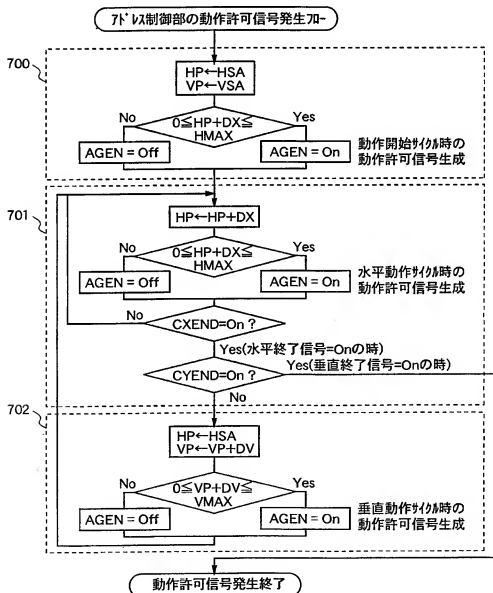 ｱﾄﾞﾚｽ制御部の動作許可信号発生ﾌﾛｰ
700
HP←HSA
VP←VSA
No
0≦HP+DX≦
HMAX
Yes
AGEN = Off
AGEN = On
動作開始ｻｲｸﾙ時の
動作許可信号生成
701
HP←HP+DX
No
0≦HP+DX≦
HMAX
Yes
AGEN = Off
AGEN = On
水平動作ｻｲｸﾙ時の
動作許可信号生成
No
CXEND=On ?
Yes(水平終了信号=Onの時)
CYEND=On ?
Yes(垂直終了信号=Onの時)
No
702
HP←HSA
VP←VP+DV
No
0≦VP+DV≦
VMAX
Yes
AGEN = Off
AGEN = On
垂直動作ｻｲｸﾙ時の
動作許可信号生成
動作許可信号発生終了